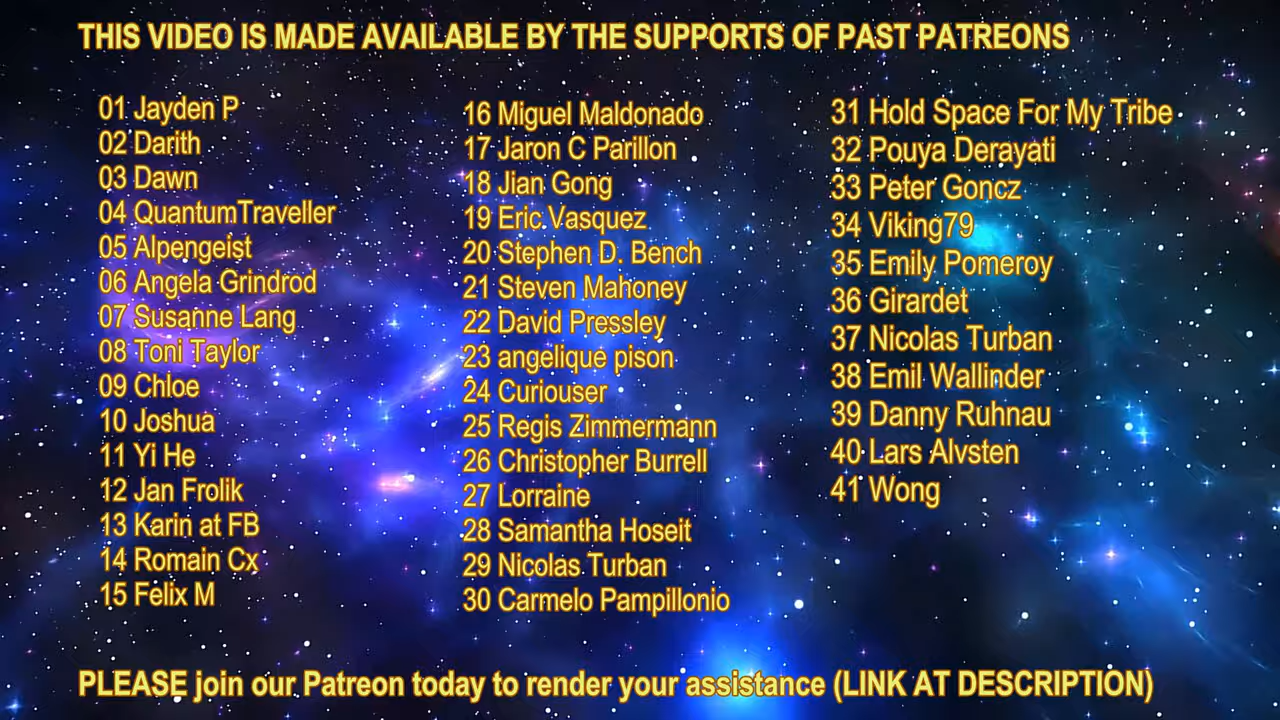 THIS VIDEO IS MADE AVAILABLE BY THE SUPPORTS OF PAST PATREONS
01 Jayden P
02 Darith
03 Dawn
04 QuantumTraveller
05 Alpengeist
06 Angela Grindrod
07 Susanne Lang
08 Toni Taylor
09 Chloe
10 Joshua
11 Yi He
12 Jan Frolik
13 Karin at FB
14 Romain Cx
15 Felix M
16 Miguel Maldonado
17 Jaron C Parillon
18 Jian Gong
19 Eric Vasquez
20 Stephen D. Bench
21 Steven Mahoney
22 David Pressley
23 angelique pison
24 Curiouser
25 Regis Zimmermann
26 Christopher Burrell
27 Lorraine
28 Samantha Hoseit
29 Nicolas Turban
30 Carmelo Pampillonio
31 Hold Space For My Tribe
32 Pouya Derayati
33 Peter Goncz
34 Viking79
35 Emily Pomeroy
36 Girardet
37 Nicolas Turban
38 Emil Wallinder
39 Danny Ruhnau
40 Lars Alvsten
41 Wong
PLEASE join our Patreon today to render your assistance (LINK AT DESCRIPTION)